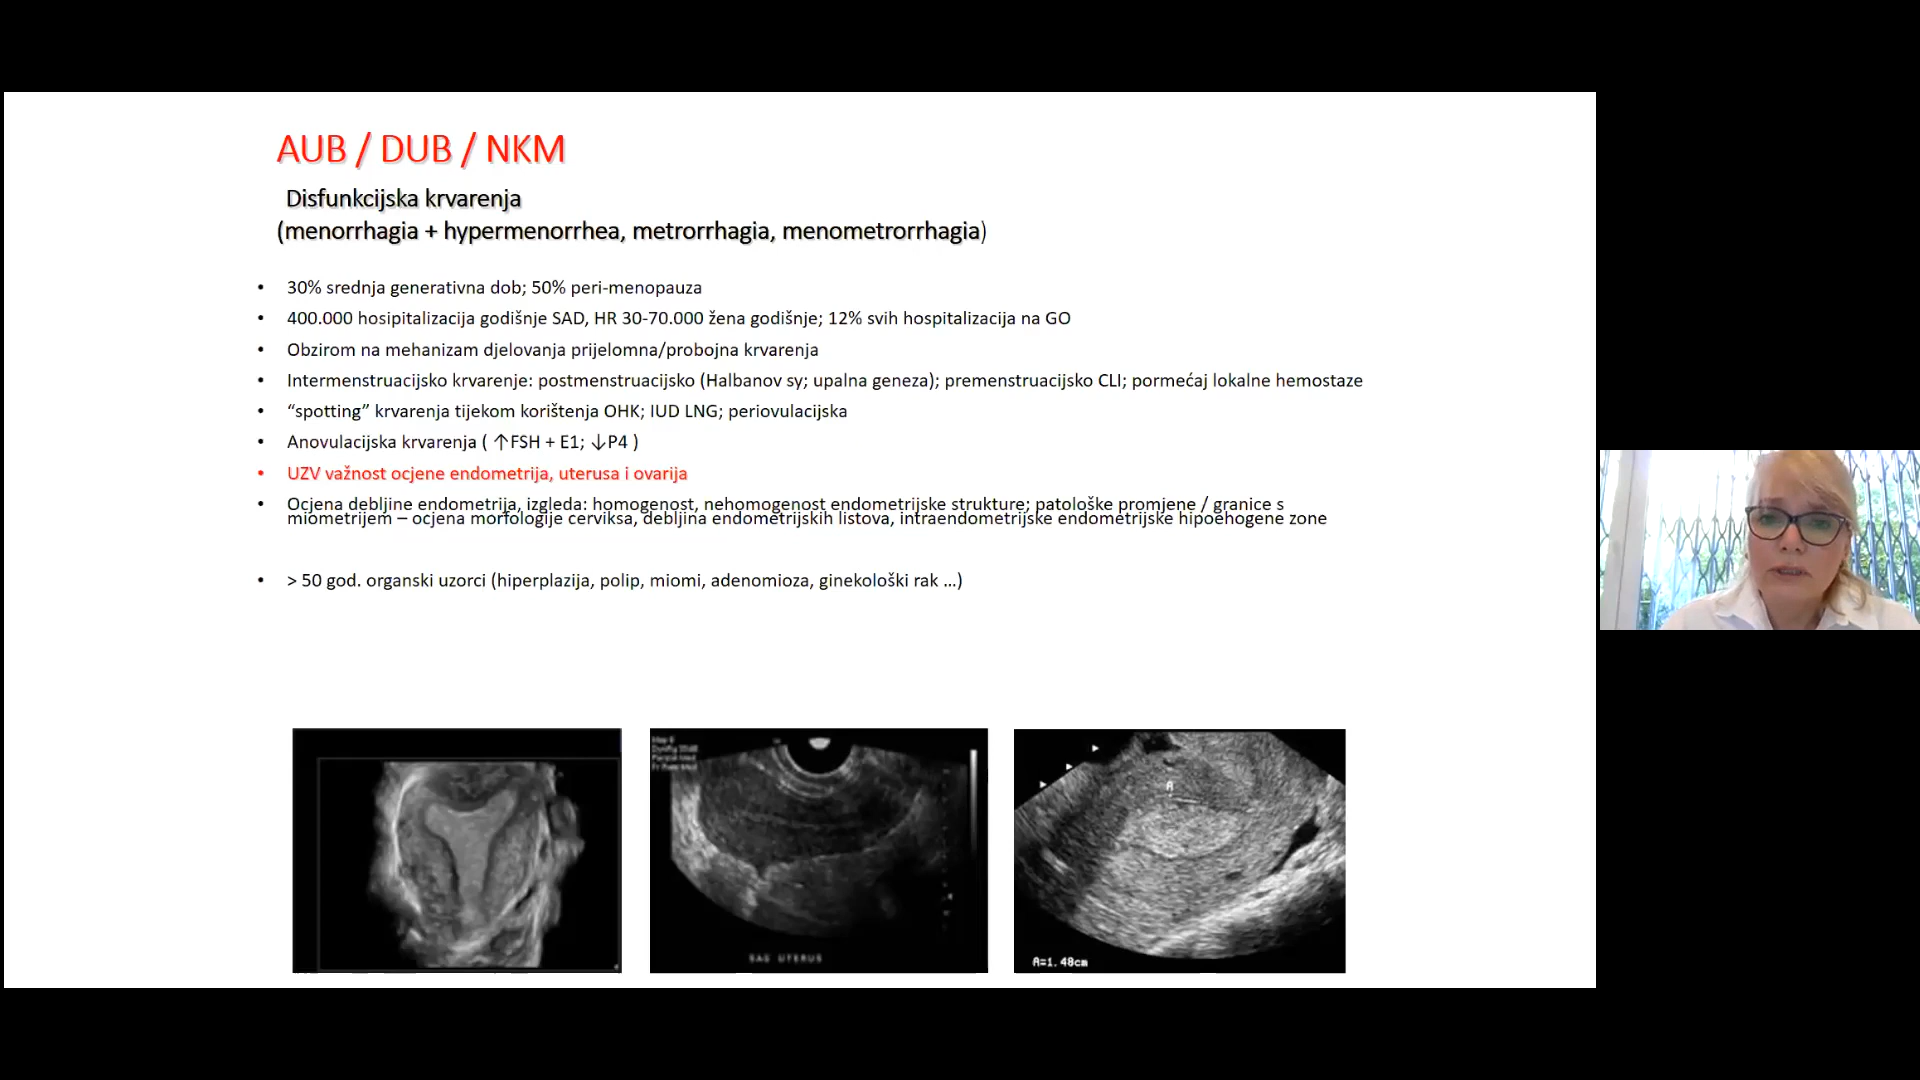 AUB / DUB / NKM
Disfunkcijska krvarenja
(menorrhagia + hypermenorrhea, metrorrhagia, menometrorrhagia)
• 30% srednja generativna dob; 50% peri-menopauza
• 400.000 hosipitalizacija godišnje SAD, HR 30-70.000 žena godišnje; 12% svih hospitalizacija na GO
• Obzirom na mehanizam djelovanja prijelomna/probojna krvarenja
• Intermenstruacijsko krvarenje: postmenstruacijsko (Halbanov sy; upalna geneza); premenstruacijsko CLI; pormećaj lokalne hemostaze
• “spotting” krvarenja tijekom korištenja OHK; IUD LNG; periovulacijska
• Anovulacijska krvarenja ( ↑FSH + E1; ↓P4 )
• UZV važnost ocjene endometrija, uterusa i ovarija
• Ocjena debljine endometrija, izgleda: homogenost, nehomogenost endometrijske strukture; patološke promjene / granice s
miometrijem – ocjena morfologije cerviksa, debljina endometrijskih listova, intraendometrijske endometrijske hipoehogene zone
• > 50 god. organski uzorci (hiperplazija, polip, miomi, adenomioza, ginekološki rak ...)
SAG UTERUS
A
A=1.48cm